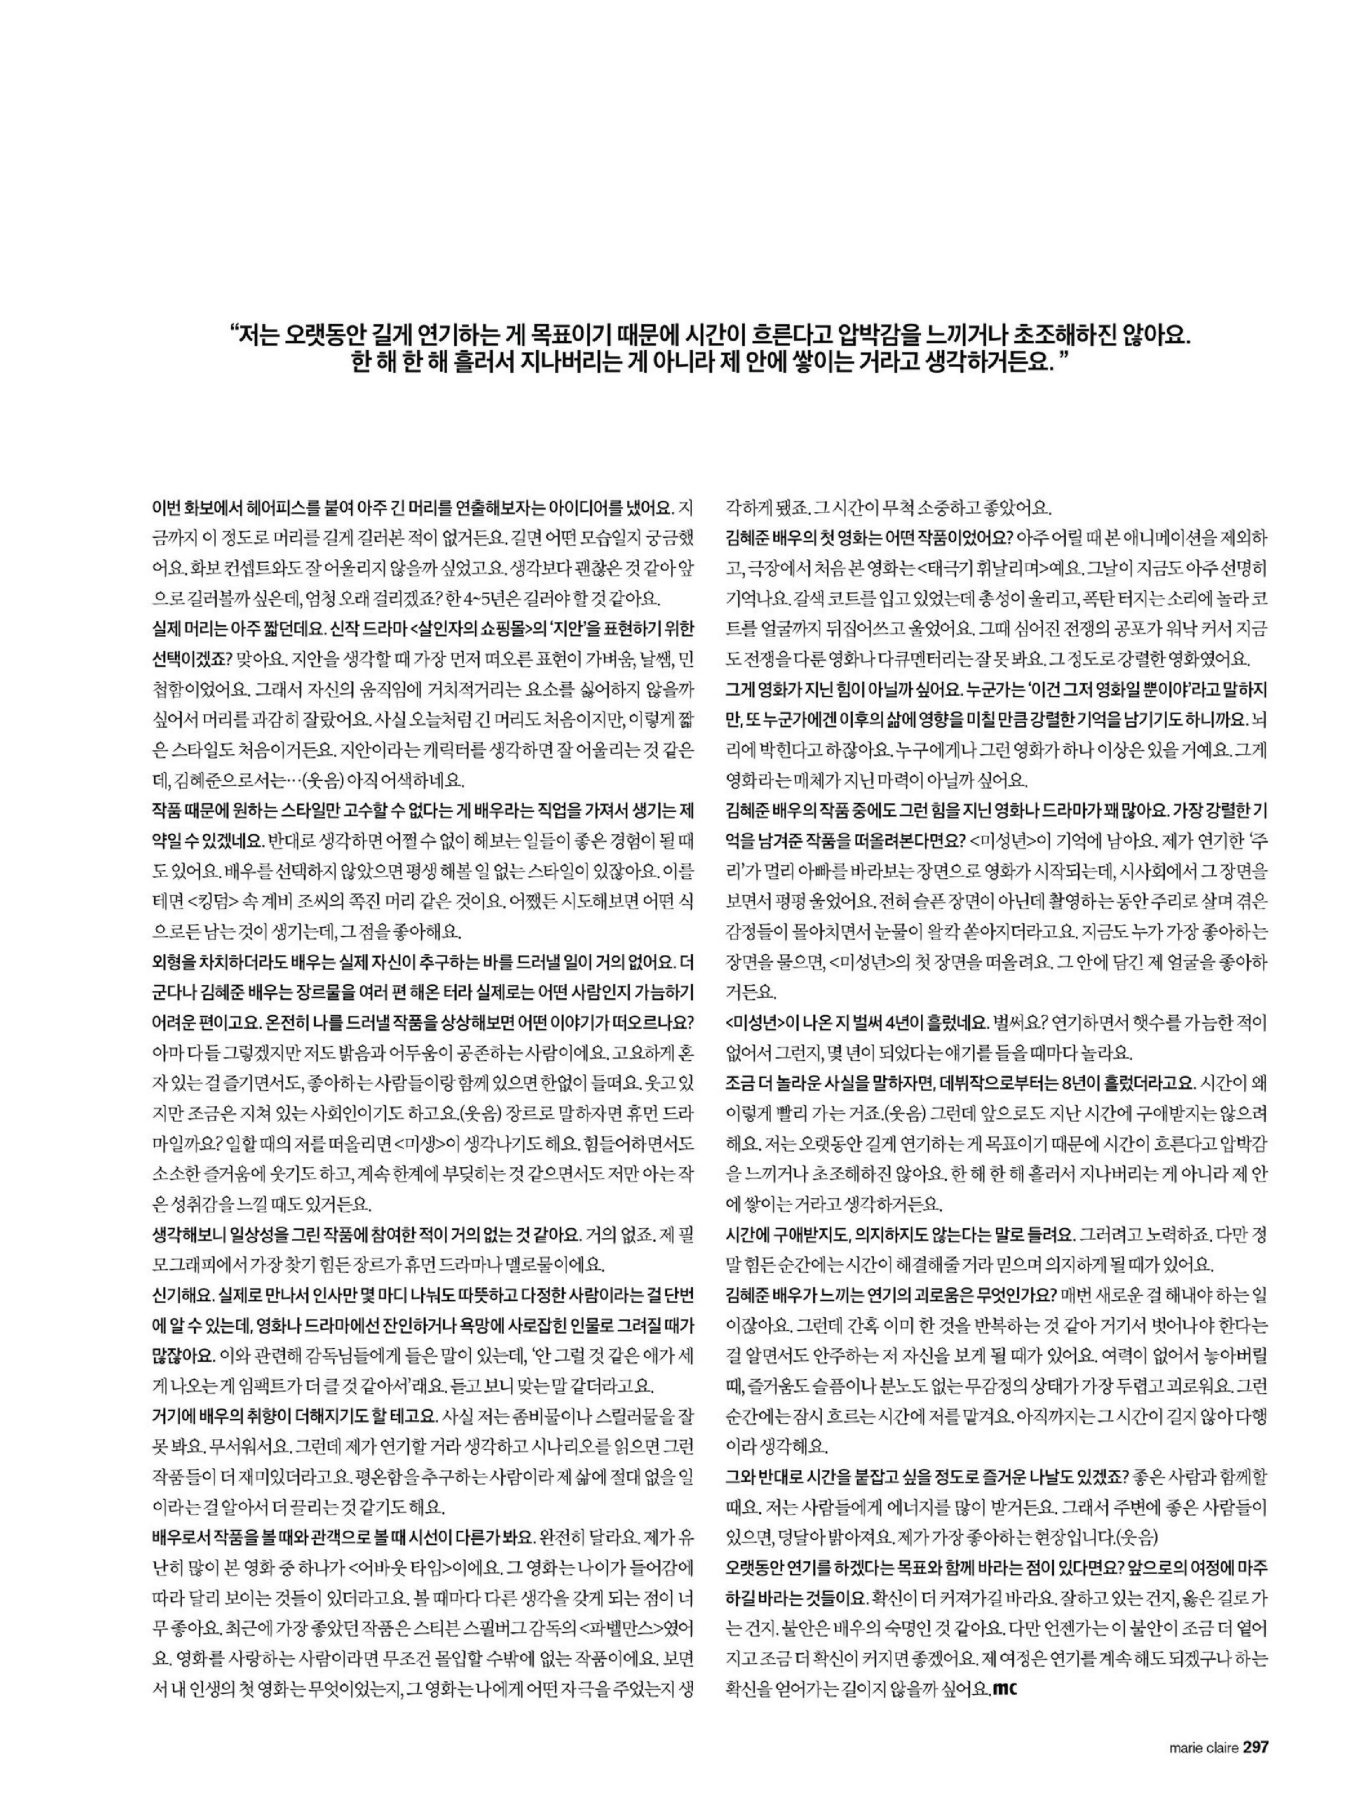 “저는 오랫동안 길게 연기하는 게 목표이기 때문에 시간이 흐른다고 압박감을 느끼거나 초조해하진 않아요.
한 해 한 해 흘러서 지나버리는 게 아니라 제 안에 쌓이는 거라고 생각하거든요. ”
이번 화보에서 헤어피스를 붙여 아주 긴 머리를 연출해보자는 아이디어를 냈어요. 지
금까지 이 정도로 머리를 길게 길러본 적이 없거든요. 길면 어떤 모습일지 궁금했
어요. 화보 컨셉트와도 잘 어울리지 않을까 싶었고요. 생각보다 괜찮은 것 같아 앞
으로 길러볼까 싶은데, 엄청 오래 걸리겠죠? 한 4~5년은 길러야 할 것 같아요.
실제 머리는 아주 짧던데요. 신작 드라마 <살인자의 쇼핑몰>의 ‘지안’을 표현하기 위한
선택이겠죠? 맞아요. 지안을 생각할 때 가장 먼저 떠오른 표현이 가벼움, 날쌤, 민
첩함이었어요. 그래서 자신의 움직임에 거치적거리는 요소를 싫어하지 않을까
싶어서 머리를 과감히 잘랐어요. 사실 오늘처럼 긴 머리도 처음이지만, 이렇게 짧
은 스타일도 처음이거든요. 지안이라는 캐릭터를 생각하면 잘 어울리는 것 같은
데, 김혜준으로서는…(웃음) 아직 어색하네요.
작품 때문에 원하는 스타일만 고수할 수 없다는 게 배우라는 직업을 가져서 생기는 제
약일 수 있겠네요. 반대로 생각하면 어쩔 수 없이 해보는 일들이 좋은 경험이 될 때
도 있어요. 배우를 선택하지 않았으면 평생 해볼 일 없는 스타일이 있잖아요. 이를
테면 <킹덤> 속 계비 조씨의 쪽진 머리 같은 것이요. 어쨌든 시도해보면 어떤 식
으로든 남는 것이 생기는데, 그 점을 좋아해요.
외형을 차치하더라도 배우는 실제 자신이 추구하는 바를 드러낼 일이 거의 없어요. 더
군다나 김혜준 배우는 장르물을 여러 편 해온 터라 실제로는 어떤 사람인지 가늠하기
어려운 편이고요. 온전히 나를 드러낼 작품을 상상해보면 어떤 이야기가 떠오르나요?
아마 다들 그렇겠지만 저도 밝음과 어두움이 공존하는 사람이에요. 고요하게 혼
자 있는 걸 즐기면서도, 좋아하는 사람들이랑 함께 있으면 한없이 들떠요. 웃고 있
지만 조금은 지쳐 있는 사회인이기도 하고요.(웃음) 장르로 말하자면 휴먼 드라
마일까요? 일할 때의 저를 떠올리면 <미생>이 생각나기도 해요. 힘들어하면서도
소소한 즐거움에 웃기도 하고, 계속 한계에 부딪히는 것 같으면서도 저만 아는 작
은 성취감을 느낄 때도 있거든요.
생각해보니 일상성을 그린 작품에 참여한 적이 거의 없는 것 같아요. 거의 없죠. 제 필
모그래피에서 가장 찾기 힘든 장르가 휴먼 드라마나 멜로물이에요.
신기해요. 실제로 만나서 인사만 몇 마디 나눠도 따뜻하고 다정한 사람이라는 걸 단번
에 알 수 있는데, 영화나 드라마에선 잔인하거나 욕망에 사로잡힌 인물로 그려질 때가
많잖아요. 이와 관련해 감독님들에게 들은 말이 있는데, ‘안 그럴 것 같은 애가 세
게 나오는 게 임팩트가 더 클 것 같아서’래요. 듣고 보니 맞는 말 같더라고요.
거기에 배우의 취향이 더해지기도 할 테고요. 사실 저는 좀비물이나 스릴러물을 잘
못 봐요. 무서워서요. 그런데 제가 연기할 거라 생각하고 시나리오를 읽으면 그런
작품들이 더 재미있더라고요. 평온함을 추구하는 사람이라 제 삶에 절대 없을 일
이라는 걸 알아서 더 끌리는 것 같기도 해요.
배우로서 작품을 볼 때와 관객으로 볼 때 시선이 다른가 봐요. 완전히 달라요. 제가 유
난히 많이 본 영화 중 하나가 <어바웃 타임>이에요. 그 영화는 나이가 들어감에
따라 달리 보이는 것들이 있더라고요. 볼 때마다 다른 생각을 갖게 되는 점이 너
무 좋아요. 최근에 가장 좋았던 작품은 스티븐 스필버그 감독의 <파벨만스>였어
요. 영화를 사랑하는 사람이라면 무조건 몰입할 수밖에 없는 작품이에요. 보면
서 내 인생의 첫 영화는 무엇이었는지, 그 영화는 나에게 어떤 자극을 주었는지 생
각하게 됐죠. 그 시간이 무척 소중하고 좋았어요.
김혜준 배우의 첫 영화는 어떤 작품이었어요? 아주 어릴 때 본 애니메이션을 제외하
고, 극장에서 처음 본 영화는 <태극기 휘날리며>예요. 그날이 지금도 아주 선명히
기억나요. 갈색 코트를 입고 있었는데 총성이 울리고, 폭탄 터지는 소리에 놀라 코
트를 얼굴까지 뒤집어쓰고 울었어요. 그때 심어진 전쟁의 공포가 워낙 커서 지금
도 전쟁을 다룬 영화나 다큐멘터리는 잘 못 봐요. 그 정도로 강렬한 영화였어요.
그게 영화가 지닌 힘이 아닐까 싶어요. 누군가는 ‘이건 그저 영화일 뿐이야’라고 말하지
만, 또 누군가에겐 이후의 삶에 영향을 미칠 만큼 강렬한 기억을 남기기도 하니까요. 뇌
리에 박힌다고 하잖아요. 누구에게나 그런 영화가 하나 이상은 있을 거예요. 그게
영화라는 매체가 지닌 마력이 아닐까 싶어요.
김혜준 배우의 작품 중에도 그런 힘을 지닌 영화나 드라마가 꽤 많아요. 가장 강렬한 기
억을 남겨준 작품을 떠올려본다면요? <미성년>이 기억에 남아요. 제가 연기한 ‘주
리’가 멀리 아빠를 바라보는 장면으로 영화가 시작되는데, 시사회에서 그 장면을
보면서 펑펑 울었어요. 전혀 슬픈 장면이 아닌데 촬영하는 동안 주리로 살며 겪은
감정들이 몰아치면서 눈물이 왈칵 쏟아지더라고요. 지금도 누가 가장 좋아하는
장면을 물으면, <미성년>의 첫 장면을 떠올려요. 그 안에 담긴 제 얼굴을 좋아하
거든요.
<미성년>이 나온 지 벌써 4년이 흘렀네요. 벌써요? 연기하면서 햇수를 가늠한 적이
없어서 그런지, 몇 년이 되었다는 얘기를 들을 때마다 놀라요.
조금 더 놀라운 사실을 말하자면, 데뷔작으로부터는 8년이 흘렀더라고요. 시간이 왜
이렇게 빨리 가는 거죠.(웃음) 그런데 앞으로도 지난 시간에 구애받지는 않으려
해요. 저는 오랫동안 길게 연기하는 게 목표이기 때문에 시간이 흐른다고 압박감
을 느끼거나 초조해하진 않아요. 한 해 한 해 흘러서 지나버리는 게 아니라 제 안
에 쌓이는 거라고 생각하거든요.
시간에 구애받지도, 의지하지도 않는다는 말로 들려요. 그러려고 노력하죠. 다만 정
말 힘든 순간에는 시간이 해결해줄 거라 믿으며 의지하게 될 때가 있어요.
김혜준 배우가 느끼는 연기의 괴로움은 무엇인가요? 매번 새로운 걸 해내야 하는 일
이잖아요. 그런데 간혹 이미 한 것을 반복하는 것 같아 거기서 벗어나야 한다는
걸 알면서도 안주하는 저 자신을 보게 될 때가 있어요. 여력이 없어서 놓아버릴
때, 즐거움도 슬픔이나 분노도 없는 무감정의 상태가 가장 두렵고 괴로워요. 그런
순간에는 잠시 흐르는 시간에 저를 맡겨요. 아직까지는 그 시간이 길지 않아 다행
이라 생각해요.
그와 반대로 시간을 붙잡고 싶을 정도로 즐거운 나날도 있겠죠? 좋은 사람과 함께할
때요. 저는 사람들에게 에너지를 많이 받거든요. 그래서 주변에 좋은 사람들이
있으면, 덩달아 밝아져요. 제가 가장 좋아하는 현장입니다.(웃음)
오랫동안 연기를 하겠다는 목표와 함께 바라는 점이 있다면요? 앞으로의 여정에 마주
하길 바라는 것들이요. 확신이 더 커져가길 바라요. 잘하고 있는 건지, 옳은 길로 가
는 건지. 불안은 배우의 숙명인 것 같아요. 다만 언젠가는 이 불안이 조금 더 옅어
지고 조금 더 확신이 커지면 좋겠어요. 제 여정은 연기를 계속 해도 되겠구나 하는
확신을 얻어가는 길이지 않을까 싶어요.mc
marie claire 297